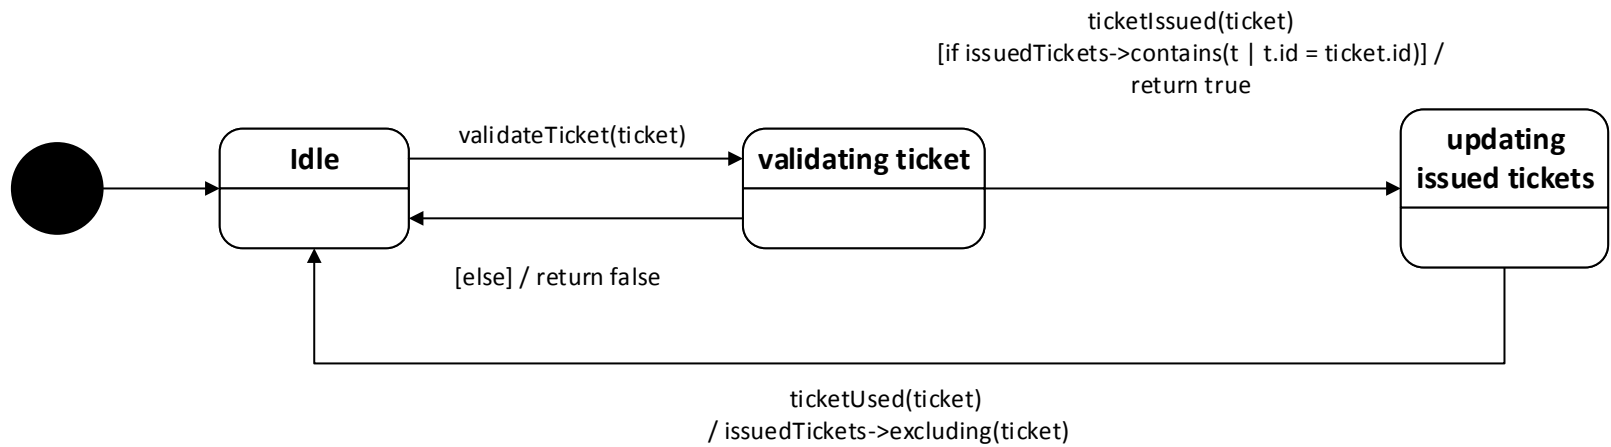 ticketIssued(ticket)
[if issuedTickets->contains(t | t.id = ticket.id)] /
return true
Idle
validateTicket(ticket)
validating ticket
updating
issued tickets
[else] / return false
ticketUsed(ticket)
/ issuedTickets->excluding(ticket)